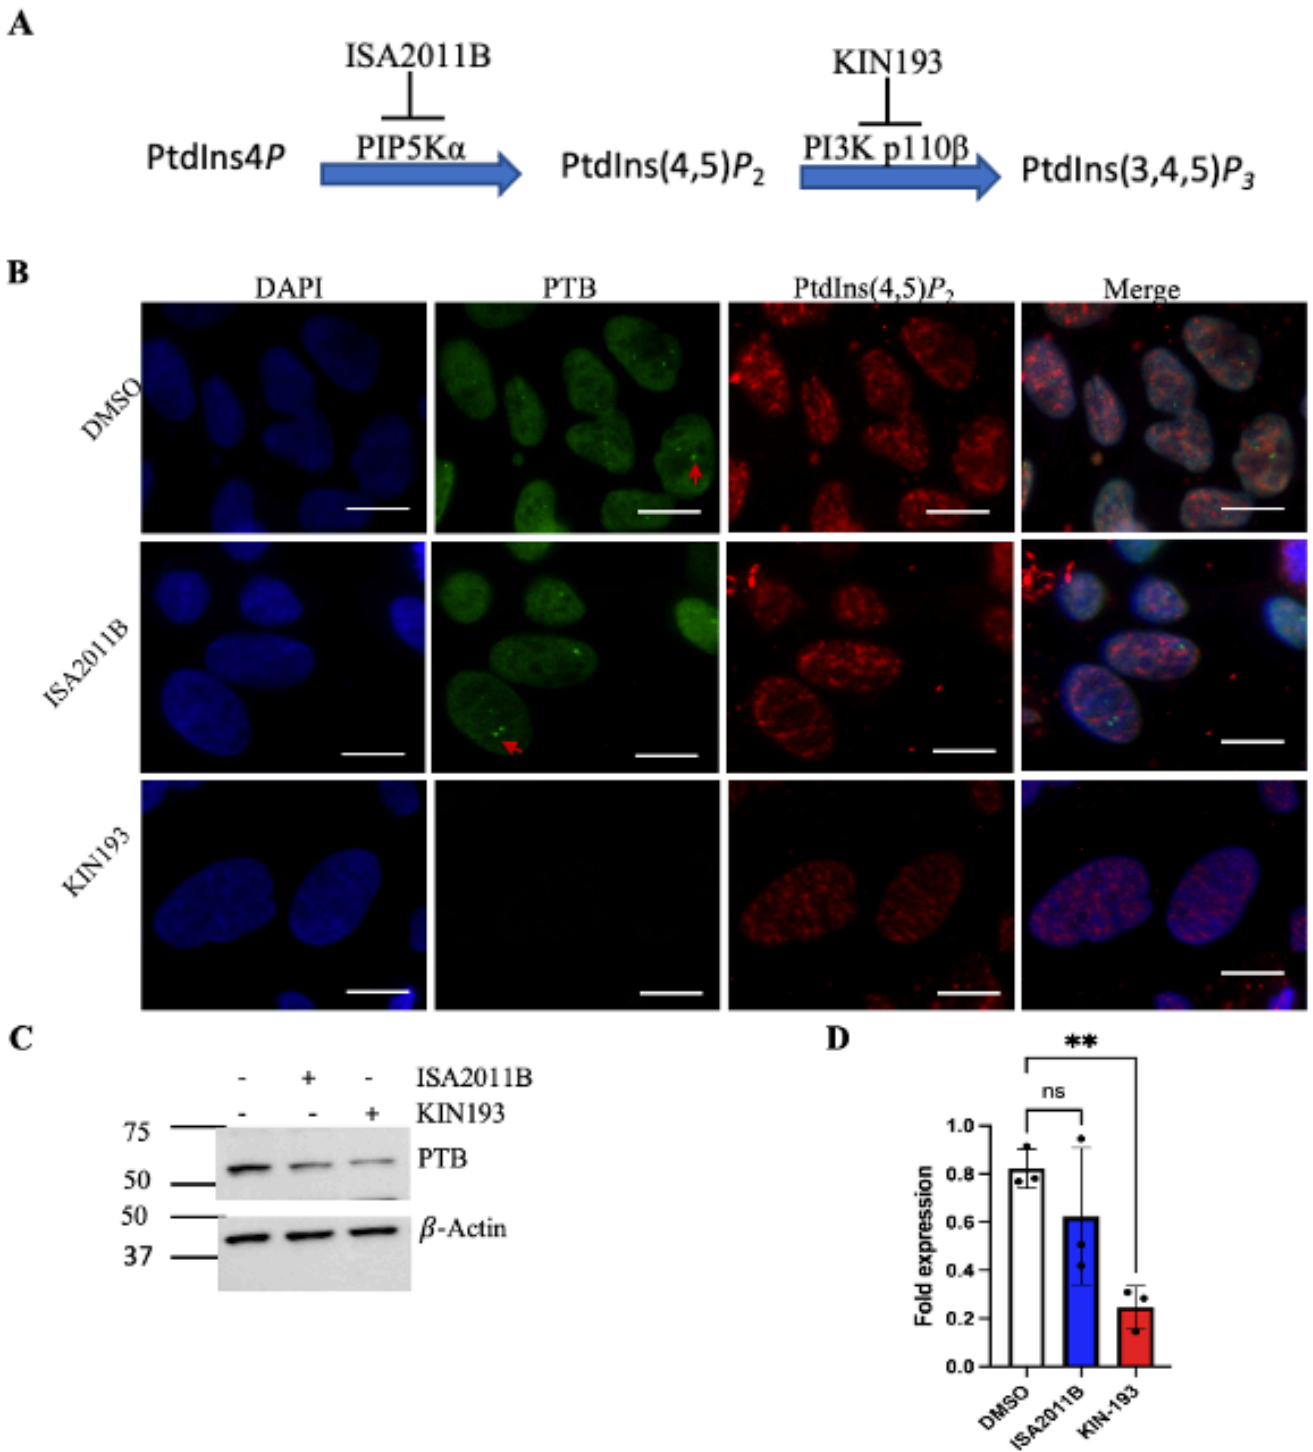 A
ISA2011B
KIN193
PtdIns4P
PIP5Kα
PtdIns(4,5)P2
PI3K p110β
PtdIns(3,4,5)P3
B
DAPI
PTB
PtdIns(4,5)P2
Merge
DMSO
ISA2011B
KIN193
C
- + - ISA2011B
- - + KIN193
75
50
PTB
50
37
β-Actin
D
**
ns
Fold expression
1.0
0.8
0.6
0.4
0.2
0.0
DMSO
ISA2011B
KIN-193